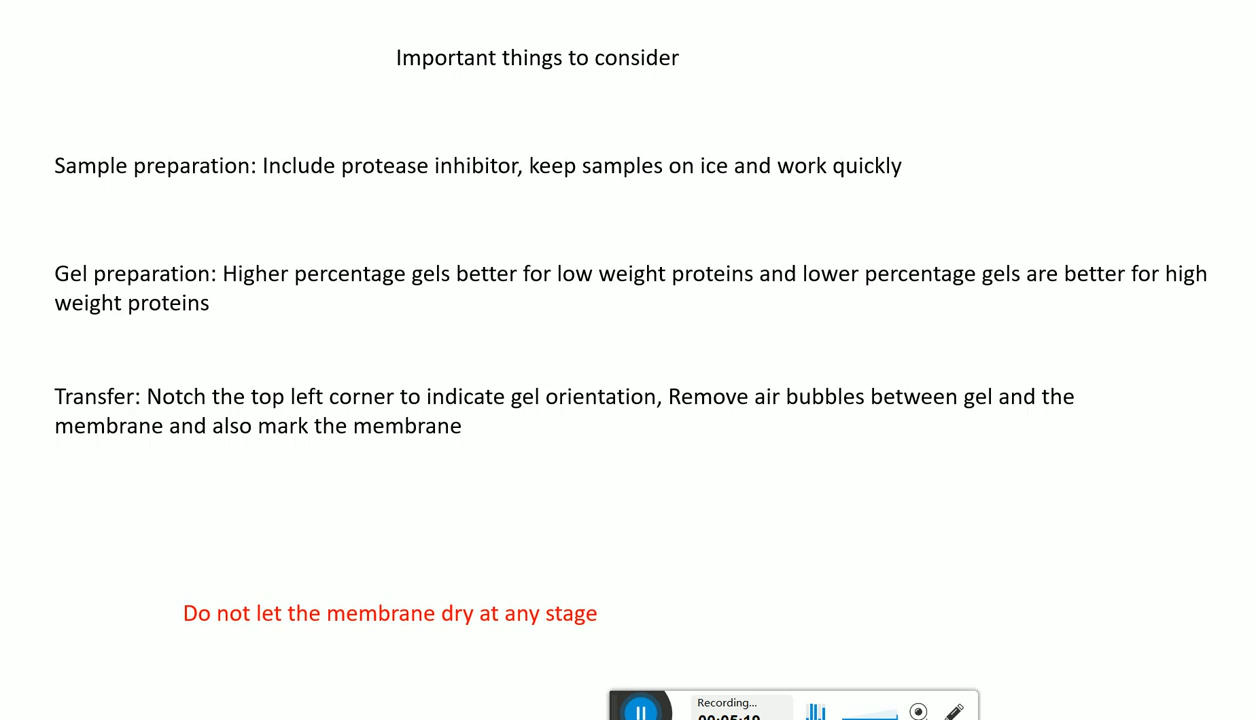 Important things to consider
Sample preparation: Include protease inhibitor, keep samples on ice and work quickly
Gel preparation: Higher percentage gels better for low weight proteins and lower percentage gels are better for high
weight proteins
Transfer: Notch the top left corner to indicate gel orientation, Remove air bubbles between gel and the
membrane and also mark the membrane
Do not let the membrane dry at any stage
Recording...
00:05:19